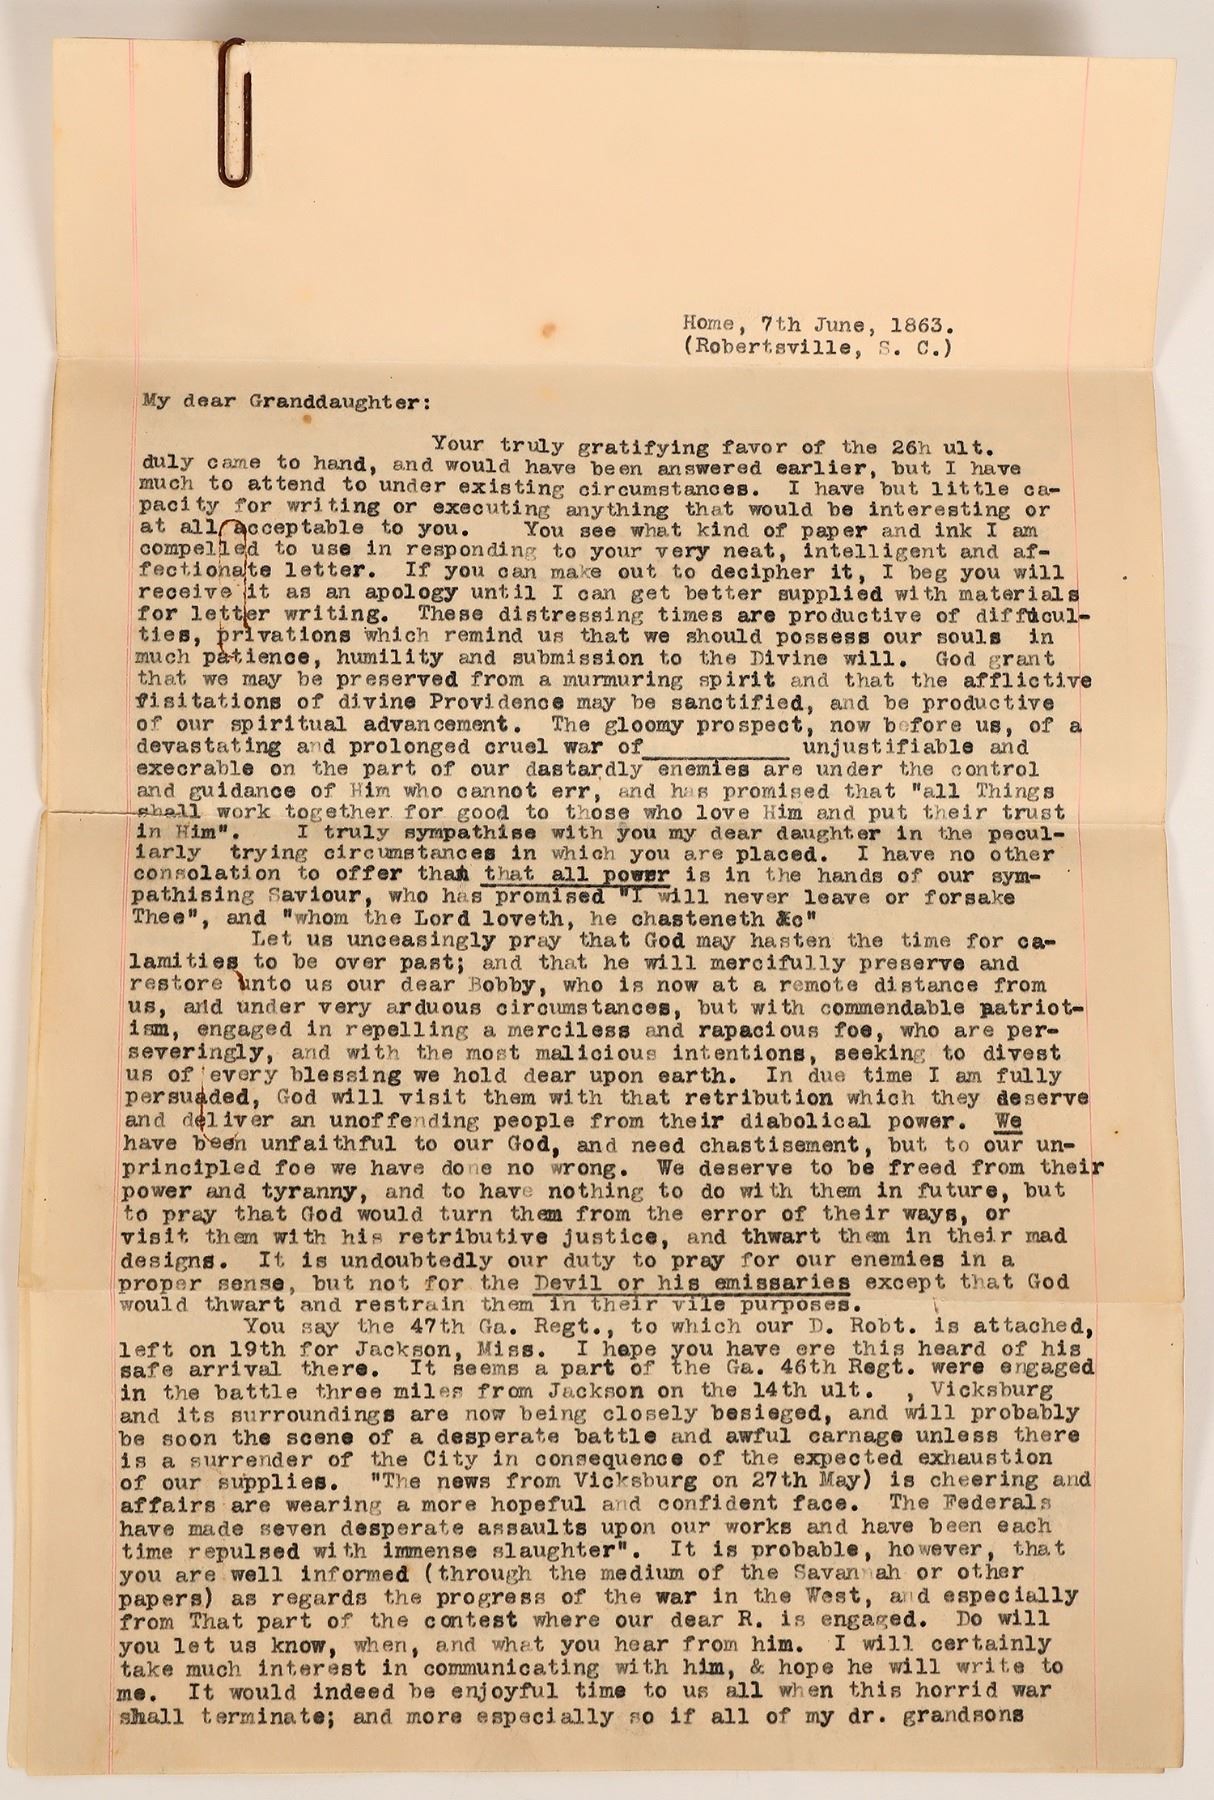 Home, 7th June, 1863.
(Robertsville, S. C.)
My dear Granddaughter:
Your truly gratifying favor of the 26h ult.
duly came to hand, and would have been answered earlier, but I have
much to attend to under existing circumstances. I have but little ca-
pacity for writing or executing anything that would be interesting or
at all acceptable to you. You see what kind of paper and ink I am
compelled to use in responding to your very neat, intelligent and af-
fectionate letter. If you can make out to decipher it, I beg you will
receive it as an apology until I can get better supplied with materials
for letter writing. These distressing times are productive of difficul-
ties, privations which remind us that we should possess our souls in
much patience, humility and submission to the Divine will. God grant
that we may be preserved from a murmuring spirit and that the afflictive
visitations of divine Providence may be sanctified, and be productive
of our spiritual advancement. The gloomy prospect, now before us, of a
devastating and prolonged cruel war of__________ unjustifiable and
execrable on the part of our dastardly enemies are under the control
and guidance of Him who cannot err, and has promised that "all Things
shall work together for good to those who love Him and put their trust
in Him". I truly sympathise with you my dear daughter in the pecul-
iarly trying circumstances in which you are placed. I have no other
consolation to offer than that all power is in the hands of our sym-
pathising Saviour, who has promised "I will never leave or forsake
Thee", and "whom the Lord loveth, he chasteneth &c"
Let us unceasingly pray that God may hasten the time for ca-
lamities to be over past; and that he will mercifully preserve and
restore unto us our dear Bobby, who is now at a remote distance from
us, and under very arduous circumstances, but with commendable patriot-
ism, engaged in repelling a merciless and rapacious foe, who are per-
severingly, and with the most malicious intentions, seeking to divest
us of every blessing we hold dear upon earth. In due time I am fully
persuaded, God will visit them with that retribution which they deserve
and deliver an unoffending people from their diabolical power. We
have been unfaithful to our God, and need chastisement, but to our un-
principled foe we have done no wrong. We deserve to be freed from their
power and tyranny, and to have nothing to do with them in future, but
to pray that God would turn them from the error of their ways, or
visit them with his retributive justice, and thwart them in their mad
designs. It is undoubtedly our duty to pray for our enemies in a
proper sense, but not for the Devil or his emissaries except that God
would thwart and restrain them in their vile purposes.
You say the 47th Ga. Regt., to which our D. Robt. is attached,
left on 19th for Jackson, Miss. I hope you have ere this heard of his
safe arrival there. It seems a part of the Ga. 46th Regt. were engaged
in the battle three miles from Jackson on the 14th ult. , Vicksburg
and its surroundings are now being closely besieged, and will probably
be soon the scene of a desperate battle and awful carnage unless there
is a surrender of the City in consequence of the expected exhaustion
of our supplies. "The news from Vicksburg on 27th May) is cheering and
affairs are wearing a more hopeful and confident face. The Federals
have made seven desperate assaults upon our works and have been each
time repulsed with immense slaughter". It is probable, however, that
you are well informed (through the medium of the Savannah or other
papers) as regards the progress of the war in the West, and especially
from That part of the contest where our dear R. is engaged. Do will
you let us know, when, and what you hear from him. I will certainly
take much interest in communicating with him, & hope he will write to
me. It would indeed be enjoyful time to us all when this horrid war
shall terminate; and more especially so if all of my dr. grandsons